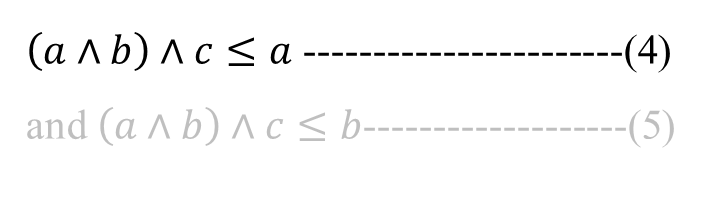 (𝑎 ∧ 𝑏) ∧ 𝑐 ≤ 𝑎 -----------------------(4)
and (𝑎 ∧ 𝑏) ∧ 𝑐 ≤ 𝑏-------------------(5)